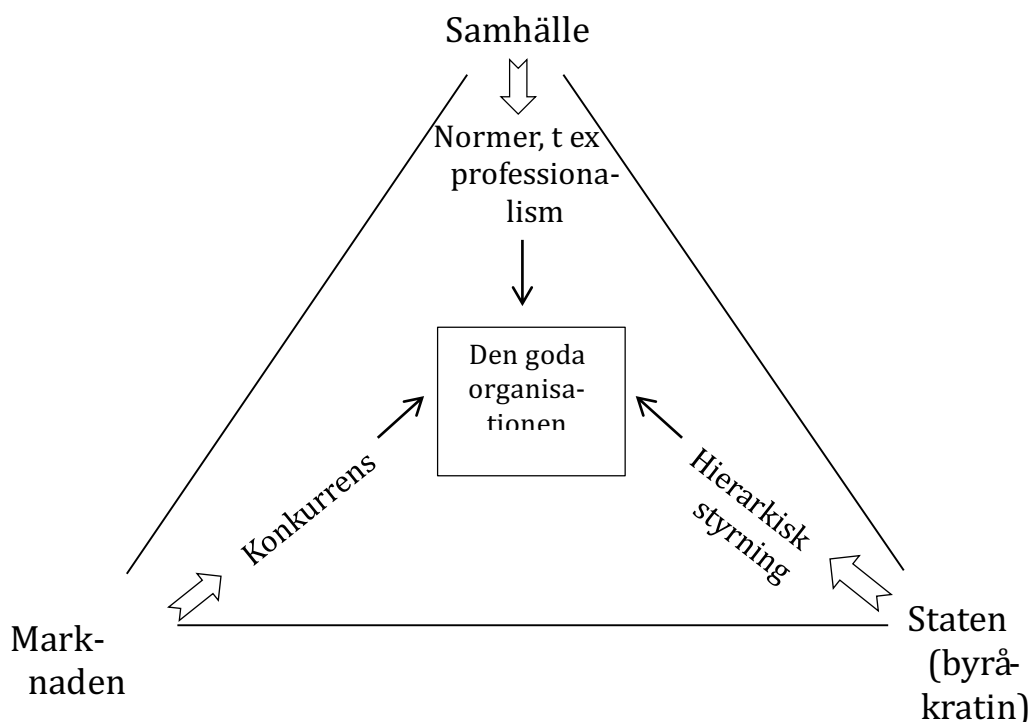 Samhälle
Normer, t ex
professiona-
lism
Den goda
organisa-
tionen
Konkurrens
Hierarkisk
styrning
Mark-
naden
Staten
(byrå-
kratin)